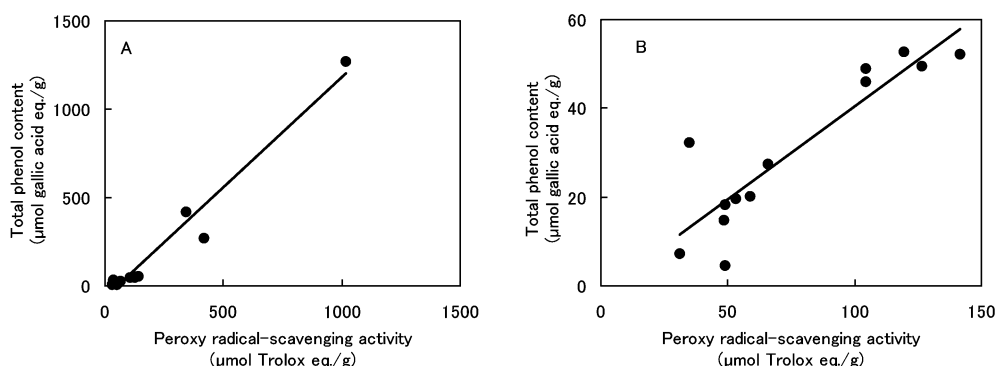 A
1500
1000
500
0
0
500
1000
1500
Total phenol content
(μmol gallic acid eq./g)
Peroxy radical-scavenging activity
(μmol Trolox eq./g)
B
60
40
20
0
0
50
100
150
Total phenol content
(μmol gallic acid eq./g)
Peroxy radical-scavenging activity
(μmol Trolox eq./g)